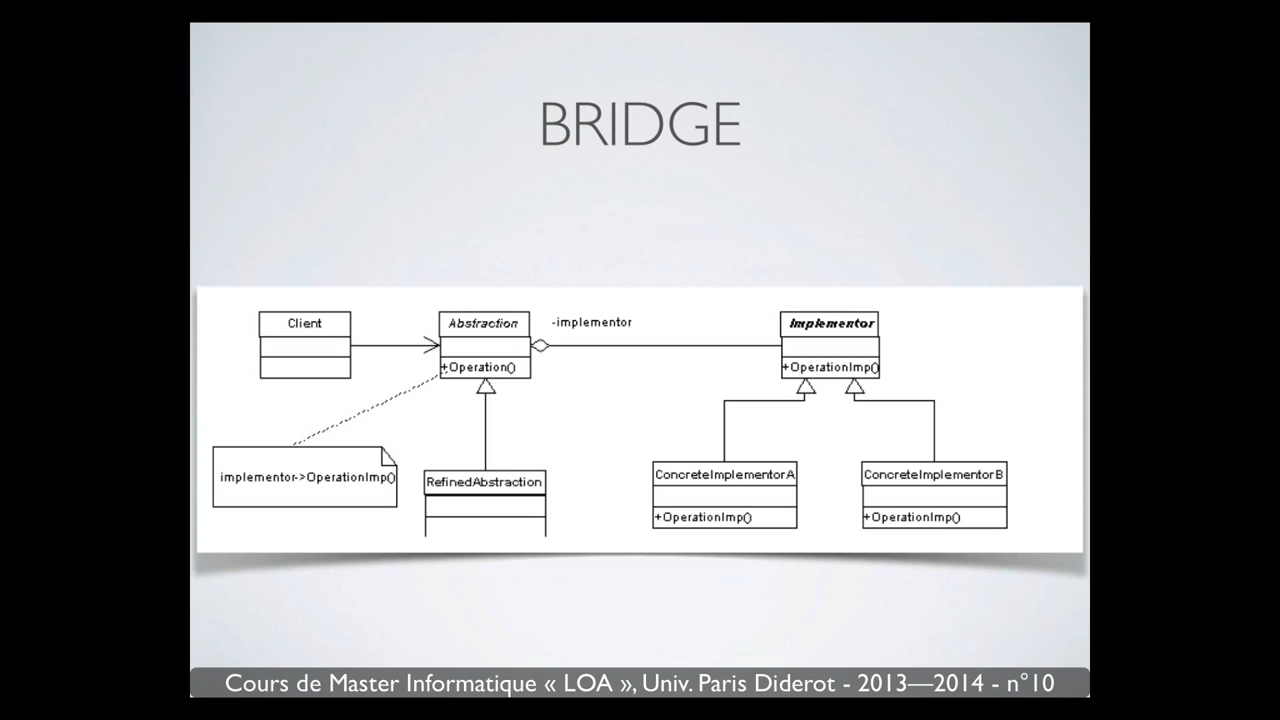 BRIDGE
Client
Abstraction
-implementor
Implementor
+Operation()
+OperationImp()
implementor->OperationImp()
RefinedAbstraction
ConcreteImplementorA
ConcreteImplementorB
+OperationImp()
+OperationImp()
Cours de Master Informatique « LOA », Univ. Paris Diderot - 2013—2014 - n°10